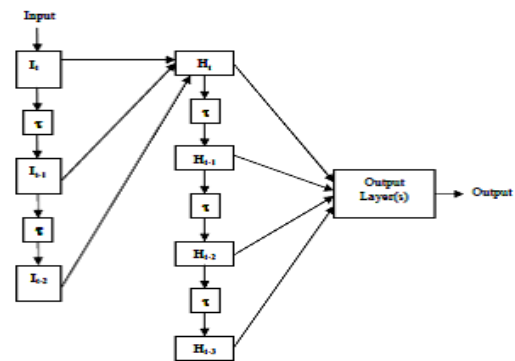 Input
It
Ht
τ
τ
It-1
Ht-1
τ
τ
Output
Layer(s)
Output
It-2
Ht-2
τ
Ht-3